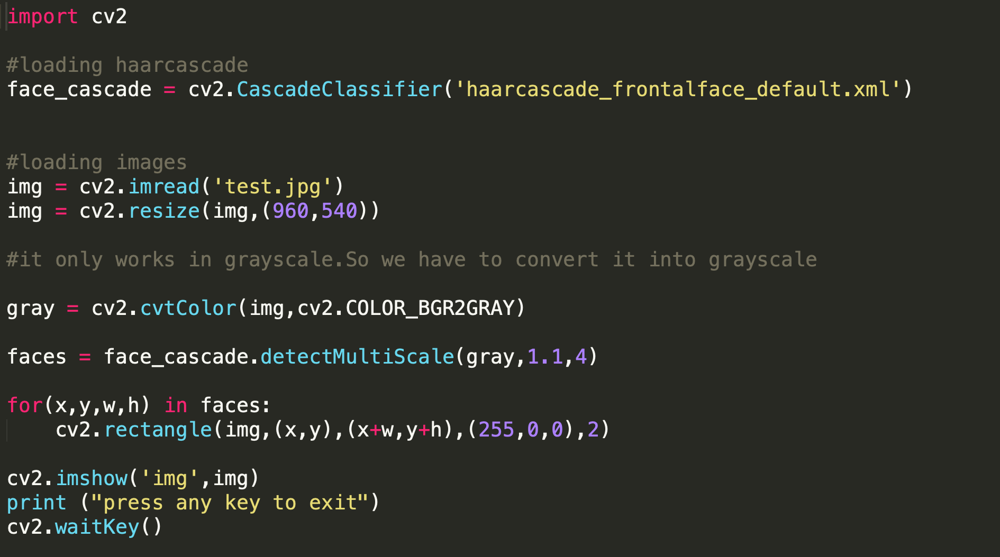 import cv2
#loading haarcascade
face_cascade = cv2.CascadeClassifier('haarcascade_frontalface_default.xml')
#loading images
img = cv2.imread('test.jpg')
img = cv2.resize(img,(960,540))
#it only works in grayscale.So we have to convert it into grayscale
gray = cv2.cvtColor(img,cv2.COLOR_BGR2GRAY)
faces = face_cascade.detectMultiScale(gray,1.1,4)
for(x,y,w,h) in faces:
    cv2.rectangle(img,(x,y),(x+w,y+h),(255,0,0),2)
cv2.imshow('img',img)
print ("press any key to exit")
cv2.waitKey()